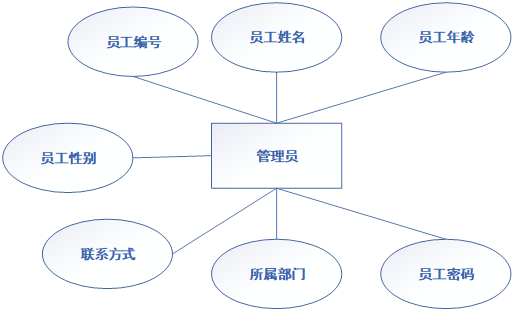 员工编号
员工姓名
员工年龄
员工性别
管理员
联系方式
所属部门
员工密码